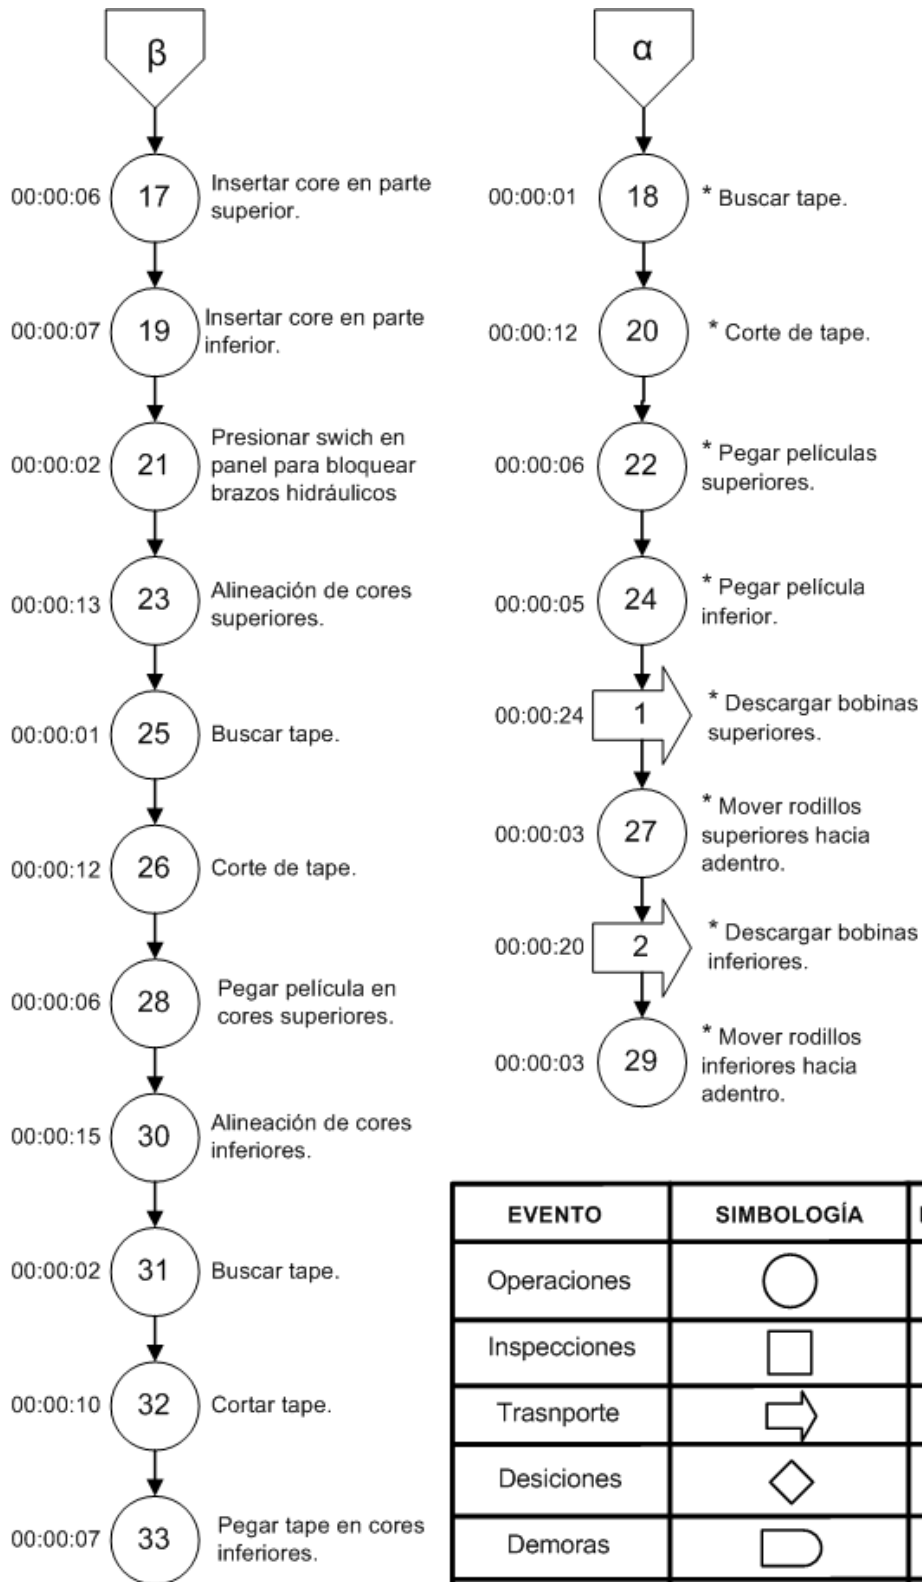 β
00:00:06
17
Insertar core en parte
superior.
00:00:07
19
Insertar core en parte
inferior.
00:00:02
21
Presionar swich en
panel para bloquear
brazos hidráulicos
00:00:13
23
Alineación de cores
superiores.
00:00:01
25
Buscar tape.
00:00:12
26
Corte de tape.
00:00:06
28
Pegar película en
cores superiores.
00:00:15
30
Alineación de cores
inferiores.
00:00:02
31
Buscar tape.
00:00:10
32
Cortar tape.
00:00:07
33
Pegar tape en cores
inferiores.
α
00:00:01
18
* Buscar tape.
00:00:12
20
* Corte de tape.
00:00:06
22
* Pegar películas
superiores.
00:00:05
24
* Pegar película
inferior.
00:00:24
1
* Descargar bobinas
superiores.
00:00:03
27
* Mover rodillos
superiores hacia
adentro.
00:00:20
2
* Descargar bobinas
inferiores.
00:00:03
29
* Mover rodillos
inferiores hacia
adentro.
EVENTO SIMBOLOGÍA
Operaciones
Inspecciones
Trasnporte
Desiciones
Demoras